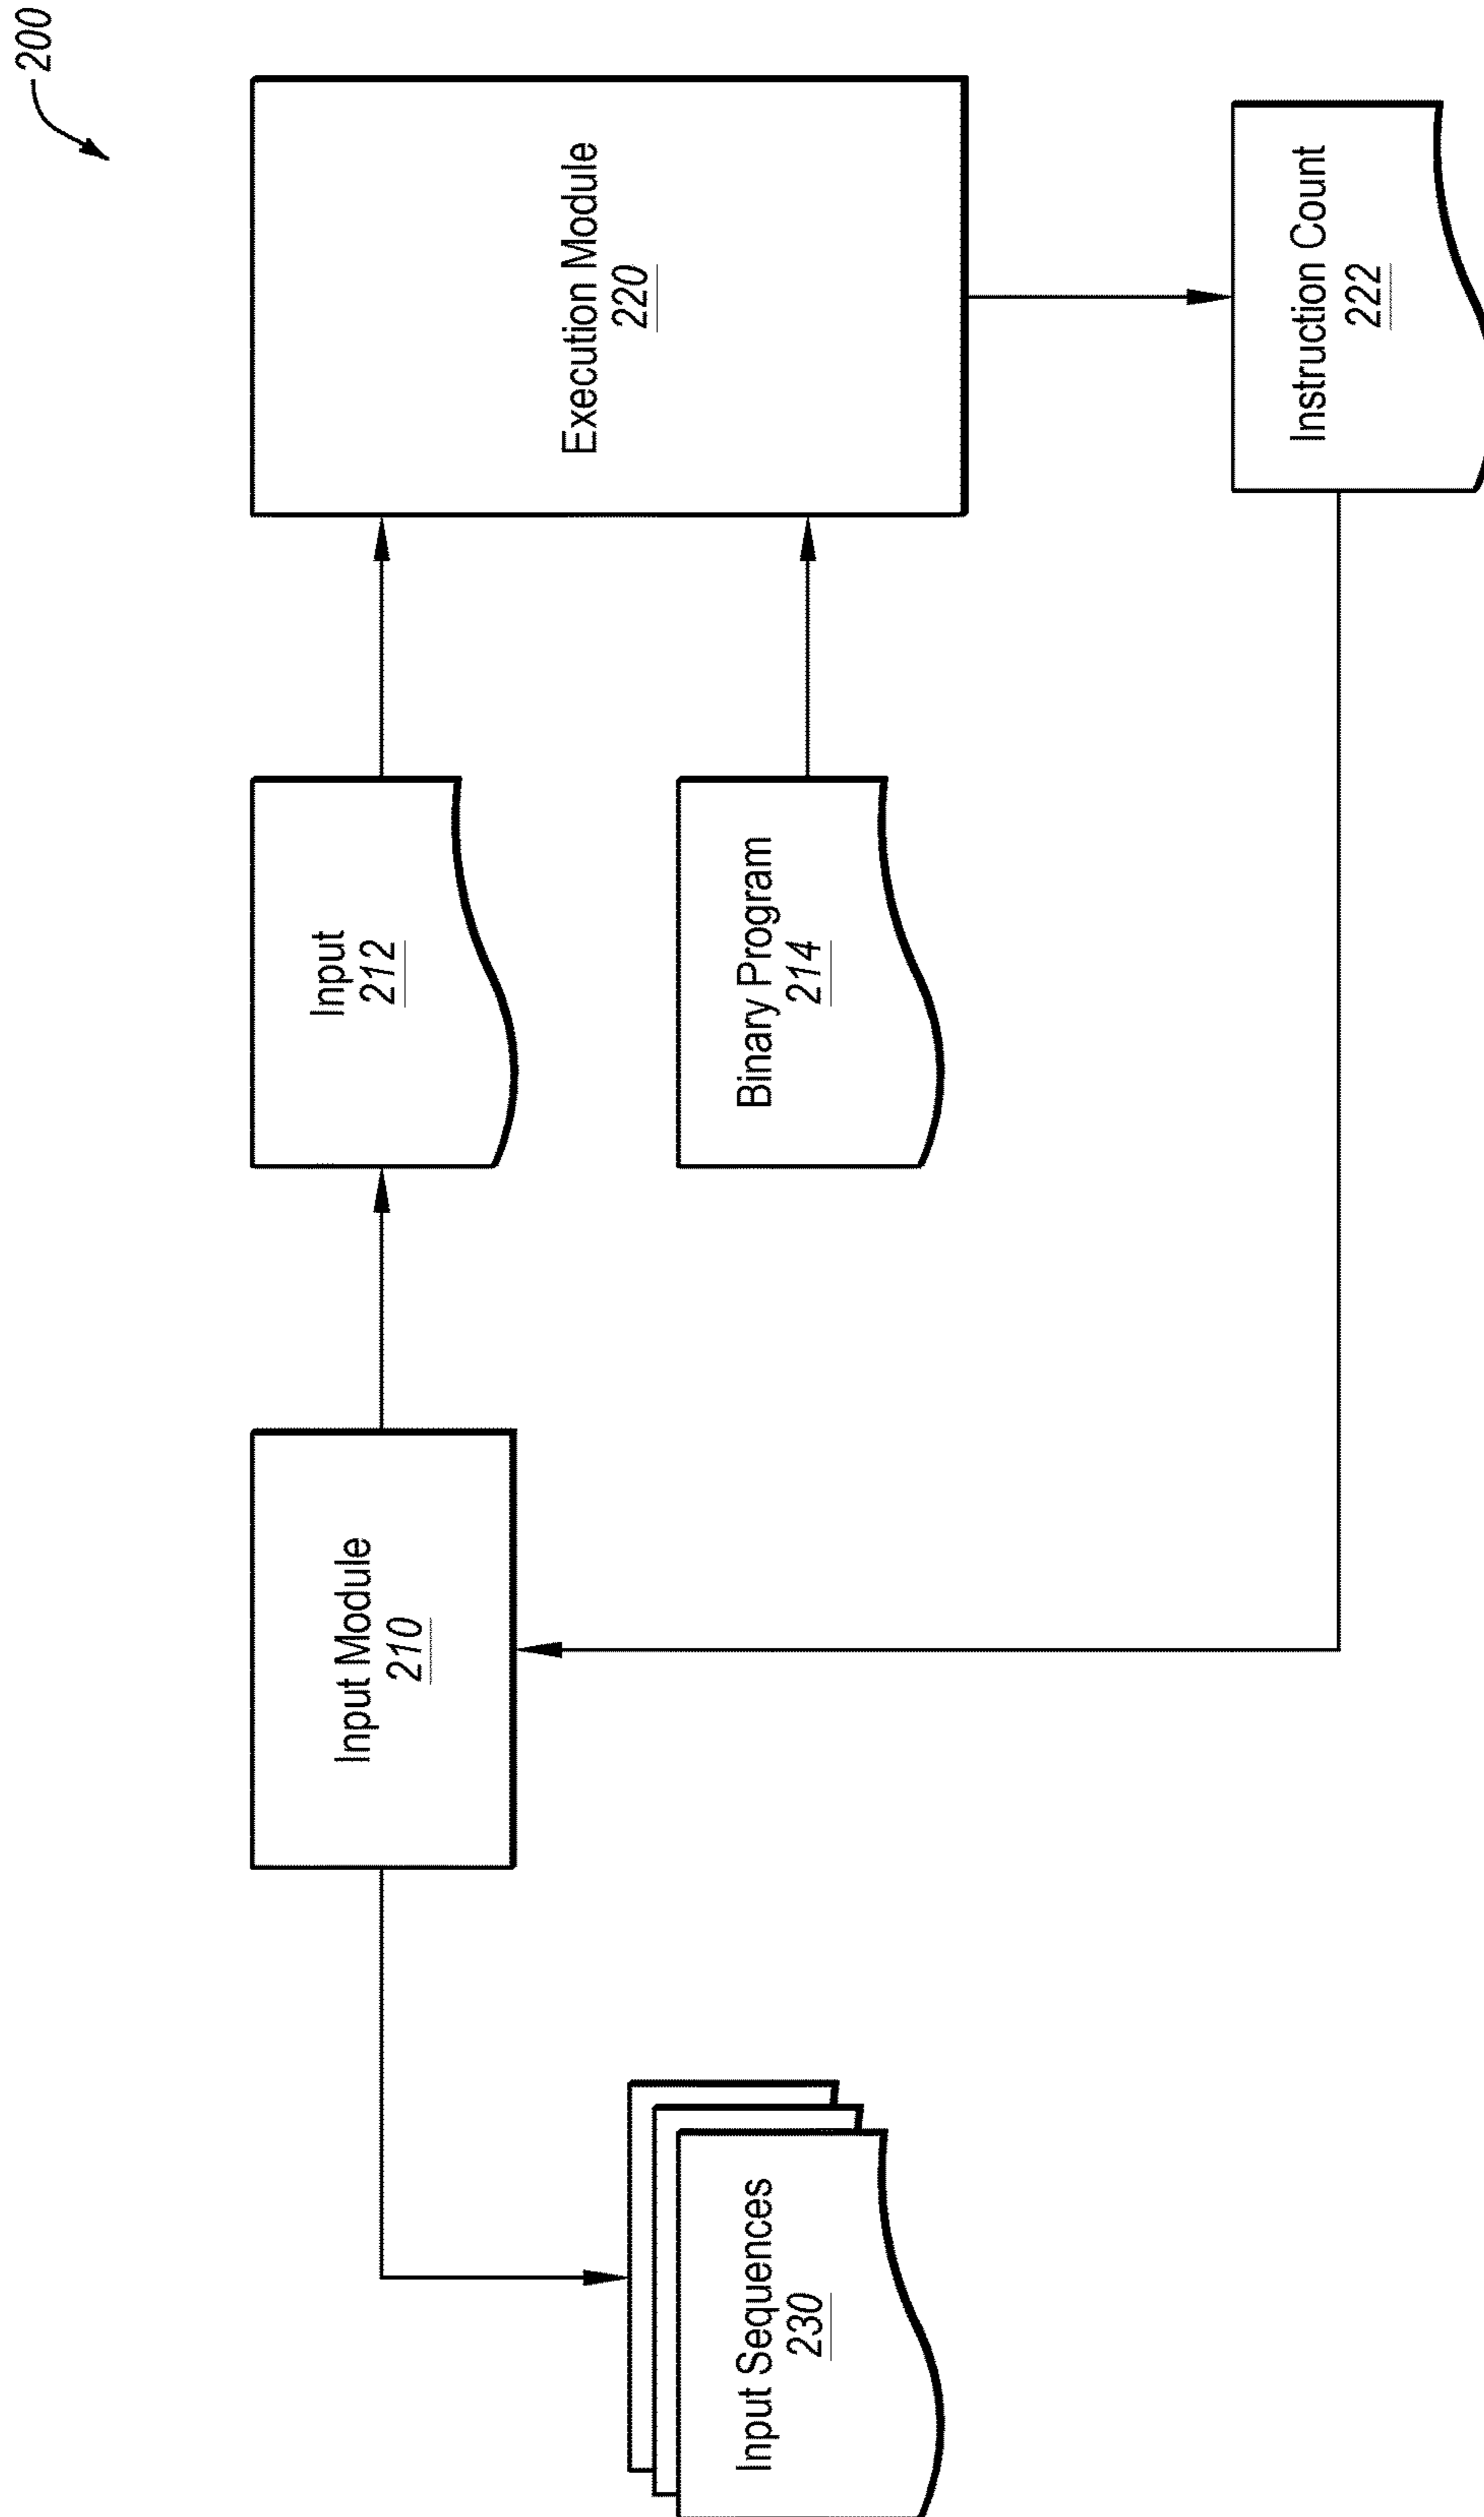 200
Input Sequences
230
Input Module
210
Input
212
Binary Program
214
Execution Module
220
Instruction Count
222